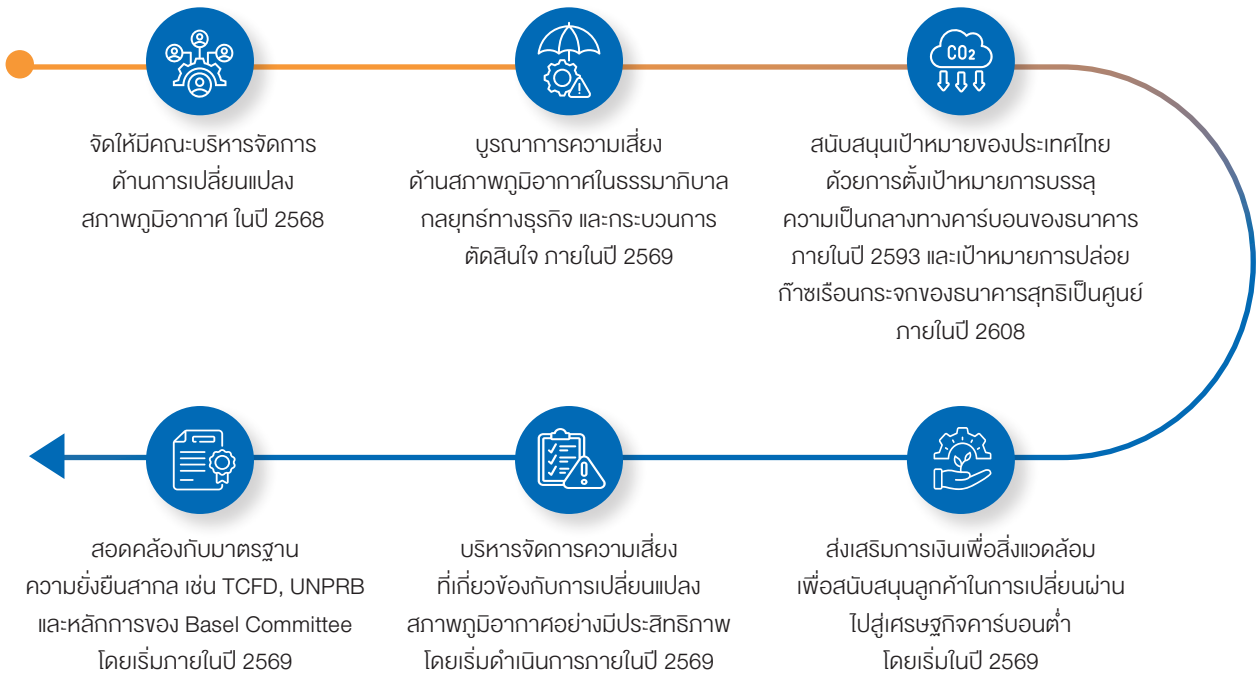 จัดให้มีคณะบริหารจัดการ
ด้านการเปลี่ยนแปลง
สภาพภูมิอากาศ ในปี 2568
บูรณาการความเสี่ยง
ด้านสภาพภูมิอากาศในธรรมาภิบาล
กลยุทธ์ทางธุรกิจ และกระบวนการ
ตัดสินใจ ภายในปี 2569
CO2
สนับสนุนเป้าหมายของประเทศไทย
ด้วยการตั้งเป้าหมายการบรรลุ
ความเป็นกลางทางคาร์บอนของธนาคาร
ภายในปี 2593 และเป้าหมายการปล่อย
ก๊าซเรือนกระจกของธนาคารสุทธิเป็นศูนย์
ภายในปี 2608
ส่งเสริมการเงินเพื่อสิ่งแวดล้อม
เพื่อสนับสนุนลูกค้าในการเปลี่ยนผ่าน
ไปสู่เศรษฐกิจคาร์บอนต่ำ
โดยเริ่มในปี 2569
บริหารจัดการความเสี่ยง
ที่เกี่ยวข้องกับการเปลี่ยนแปลง
สภาพภูมิอากาศอย่างมีประสิทธิภาพ
โดยเริ่มดำเนินการภายในปี 2569
สอดคล้องกับมาตรฐาน
ความยั่งยืนสากล เช่น TCFD, UNPRB
และหลักการของ Basel Committee
โดยเริ่มภายในปี 2569